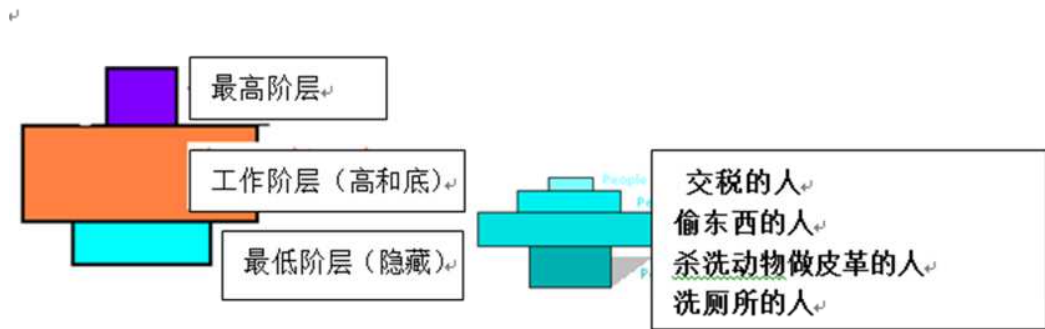 最高阶层
工作阶层（高和底）
最低阶层（隐藏）
People
交税的人
偷东西的人
杀洗动物做皮革的人
洗厕所的人